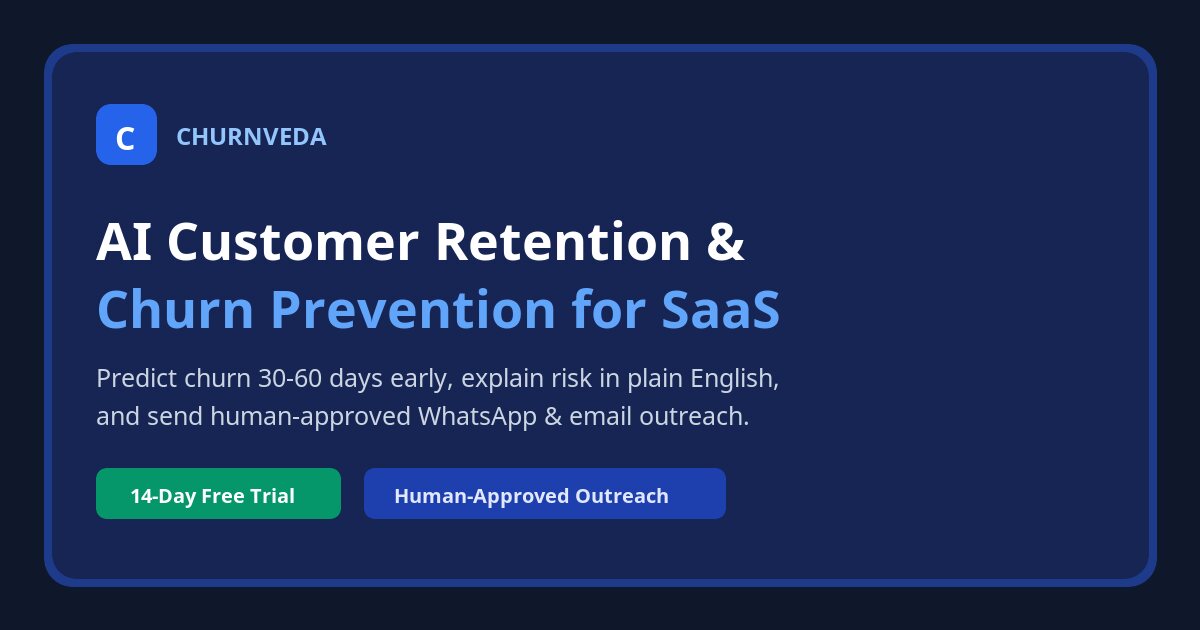 C
CHURNVEDA
AI Customer Retention &
Churn Prevention for SaaS
Predict churn 30-60 days early, explain risk in plain English,
and send human-approved WhatsApp & email outreach.
14-Day Free Trial
Human-Approved Outreach